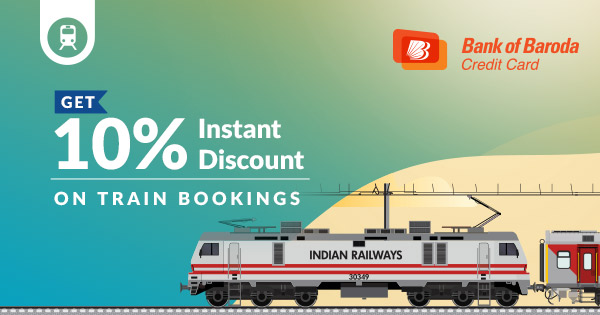 Bank of Baroda
Credit Card
GET
10% Instant
Discount
ON TRAIN BOOKINGS
INDIAN RAILWAYS
30349